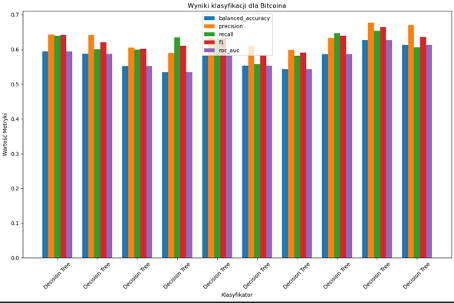 Wyniki klasyfikacji dla Bitcoina
balanced_accuracy
precision
recall
f1
roc_auc
Wartość Metryki
0.7
0.6
0.5
0.4
0.3
0.2
0.1
0.0
Decision Tree
Decision Tree
Decision Tree
Decision Tree
Decision Tree
Decision Tree
Decision Tree
Decision Tree
Decision Tree
Decision Tree
Klasyfikator